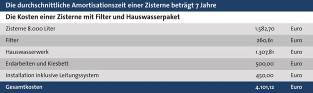 Die durchschnittliche Amortisationszeit einer Zisterne beträgt 7 Jahre
Die Kosten einer Zisterne mit Filter und Hauswasserpaket
Zisterne 8.000 Liter 1.582,70 Euro
Filter 260,61 Euro
Hauswasserwerk 1.307,81 Euro
Erdarbeiten und Kiesbett 500,00 Euro
Installation inklusive Leitungssystem 450,00 Euro
Gesamtkosten 4.101,12 Euro